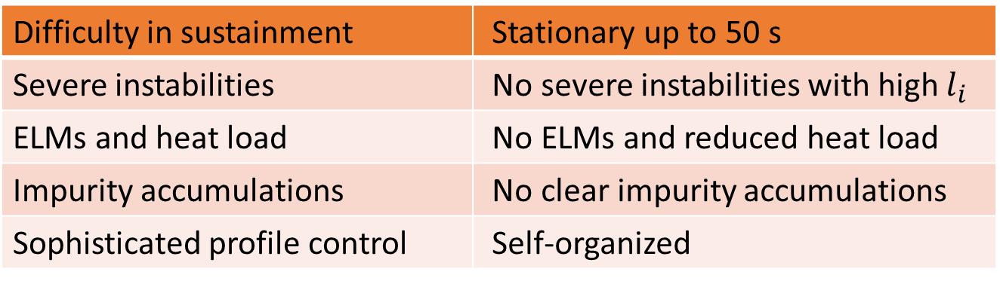 Difficulty in sustainment Stationary up to 50 s
Severe instabilities No severe instabilities with high l_i
ELMs and heat load No ELMs and reduced heat load
Impurity accumulations No clear impurity accumulations
Sophisticated profile control Self-organized